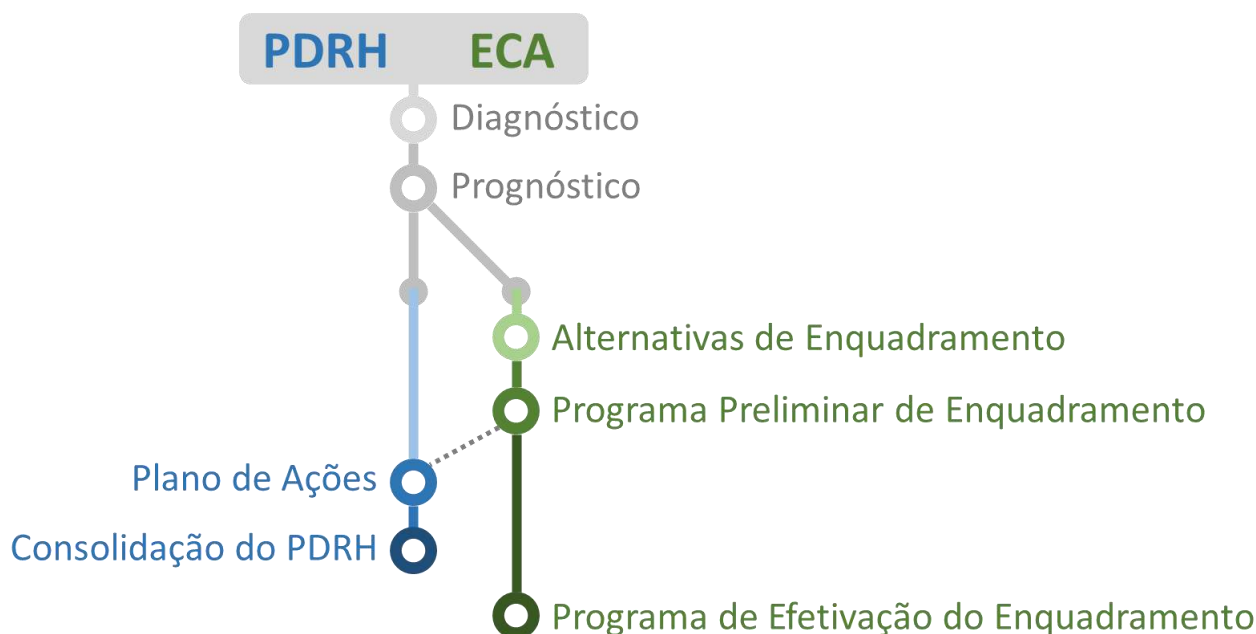 PDRH ECA
Diagnóstico
Prognóstico
Alternativas de Enquadramento
Programa Preliminar de Enquadramento
Plano de Ações
Consolidação do PDRH
Programa de Efetivação do Enquadramento